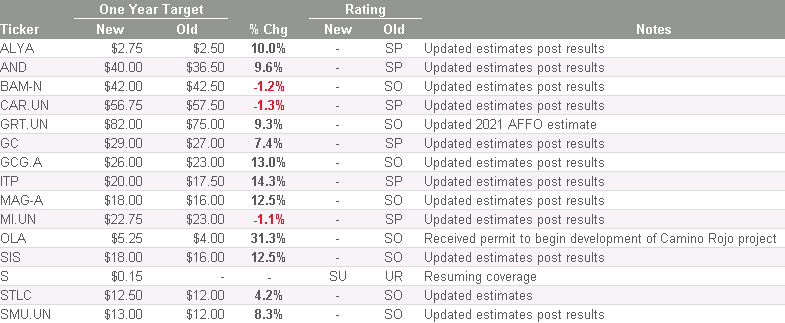 One Year Target Rating
Ticker New Old % Chg New Old Notes
ALYA $2.75 $2.50 10.0% - SP Updated estimates post results
AND $40.00 $36.50 9.6% - SP Updated estimates post results
BAM-N $42.00 $42.50 -1.2% - SO Updated estimates post results
CAR.UN $56.75 $57.50 -1.3% - SP Updated estimates post results
GRT.UN $82.00 $75.00 9.3% - SO Updated 2021 AFFO estimate
GC $29.00 $27.00 7.4% - SP Updated estimates post results
GCG.A $26.00 $23.00 13.0% - SO Updated estimates post results
ITP $20.00 $17.50 14.3% - SP Updated estimates post results
MAG-A $18.00 $16.00 12.5% - SO Updated estimates post results
MI.UN $22.75 $23.00 -1.1% - SP Updated estimates post results
OLA $5.25 $4.00 31.3% - SO Received permit to begin development of Camino Rojo project
SIS $18.00 $16.00 12.5% - SO Updated estimates post results
S $0.15 - - SU UR Resuming coverage
STLC $12.50 $12.00 4.2% - SO Updated estimates
SMU.UN $13.00 $12.00 8.3% - SO Updated estimates post results